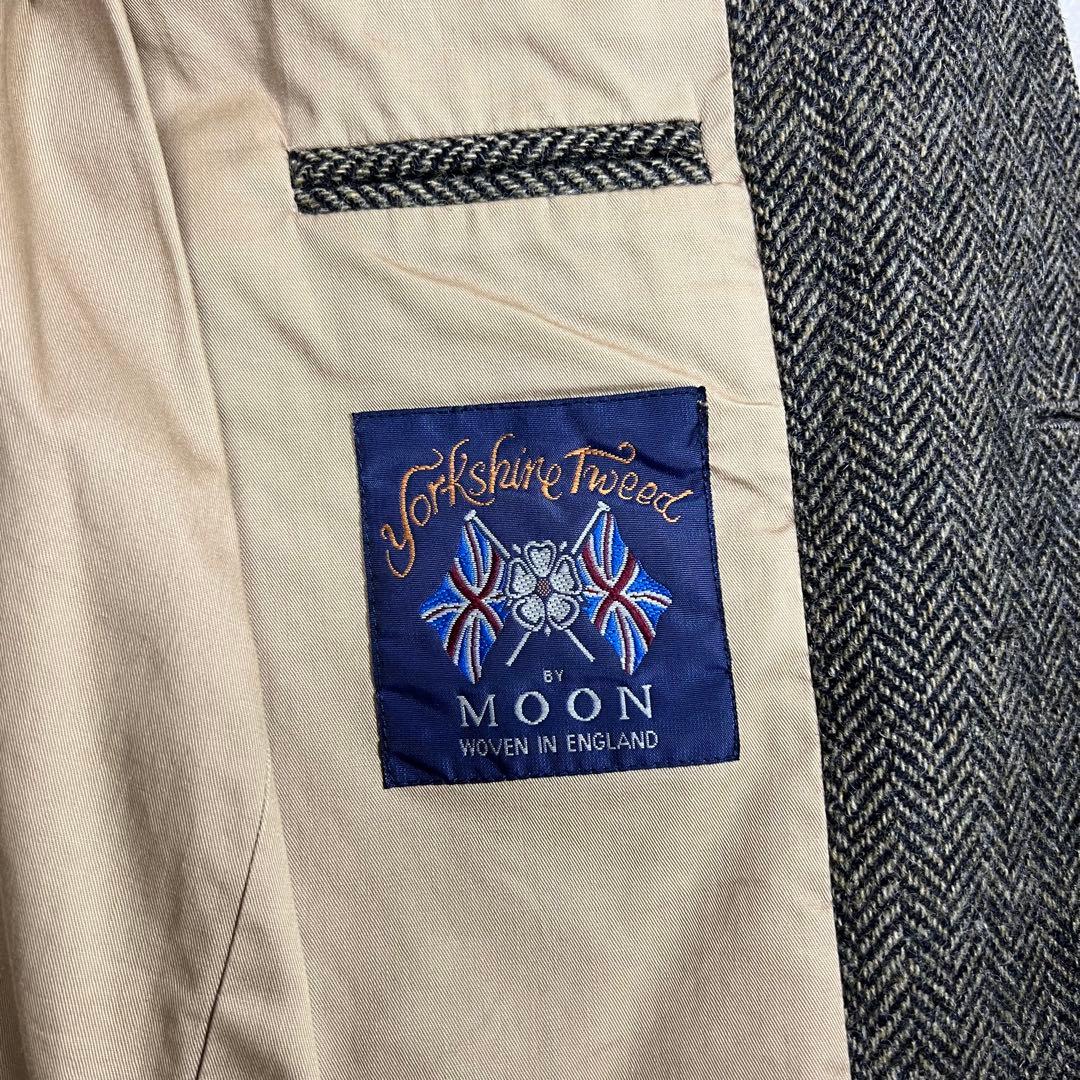 Yorkshire Tweed
BY
MOON
WOVEN IN ENGLAND